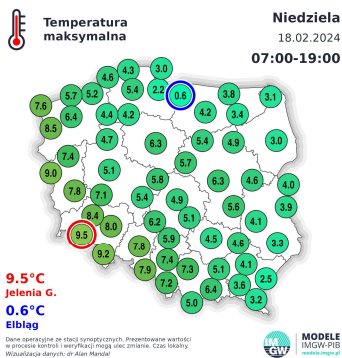 Temperatura
maksymalna
Niedziela
18.02.2024
07:00-19:00
4.6 4.3 3.0
5.7 5.2 5.4 2.2 0.6 3.8 3.1
7.6 8.5 6.4 4.4 4.2 4.2 3.4
7.4 4.7 6.3 5.4 4.9 3.0
9.0 5.1 5.7
7.8 7.1 5.8 6.3 4.6 4.0
5.4 4.9 5.6 3.9
8.4 8.0 6.2 5.1 4.1
9.5 7.8 5.9 4.5 4.6 3.3
9.2 7.4
7.9 7.3 5.1 4.1 2.5
7.2 6.4 3.6
5.0 3.2
9.5°C
Jelenia G.
0.6°C
Elbląg
Dane operacyjne ze stacji synoptycznych. Prezentowane wartości
w procesie kontroli i weryfikacji mogą ulec zmianie. Czas lokalny.
Wizualizacja danych: dr Alan Mandal
IMGW
MODELE
IMGW-PIB
modele.imgw.pl